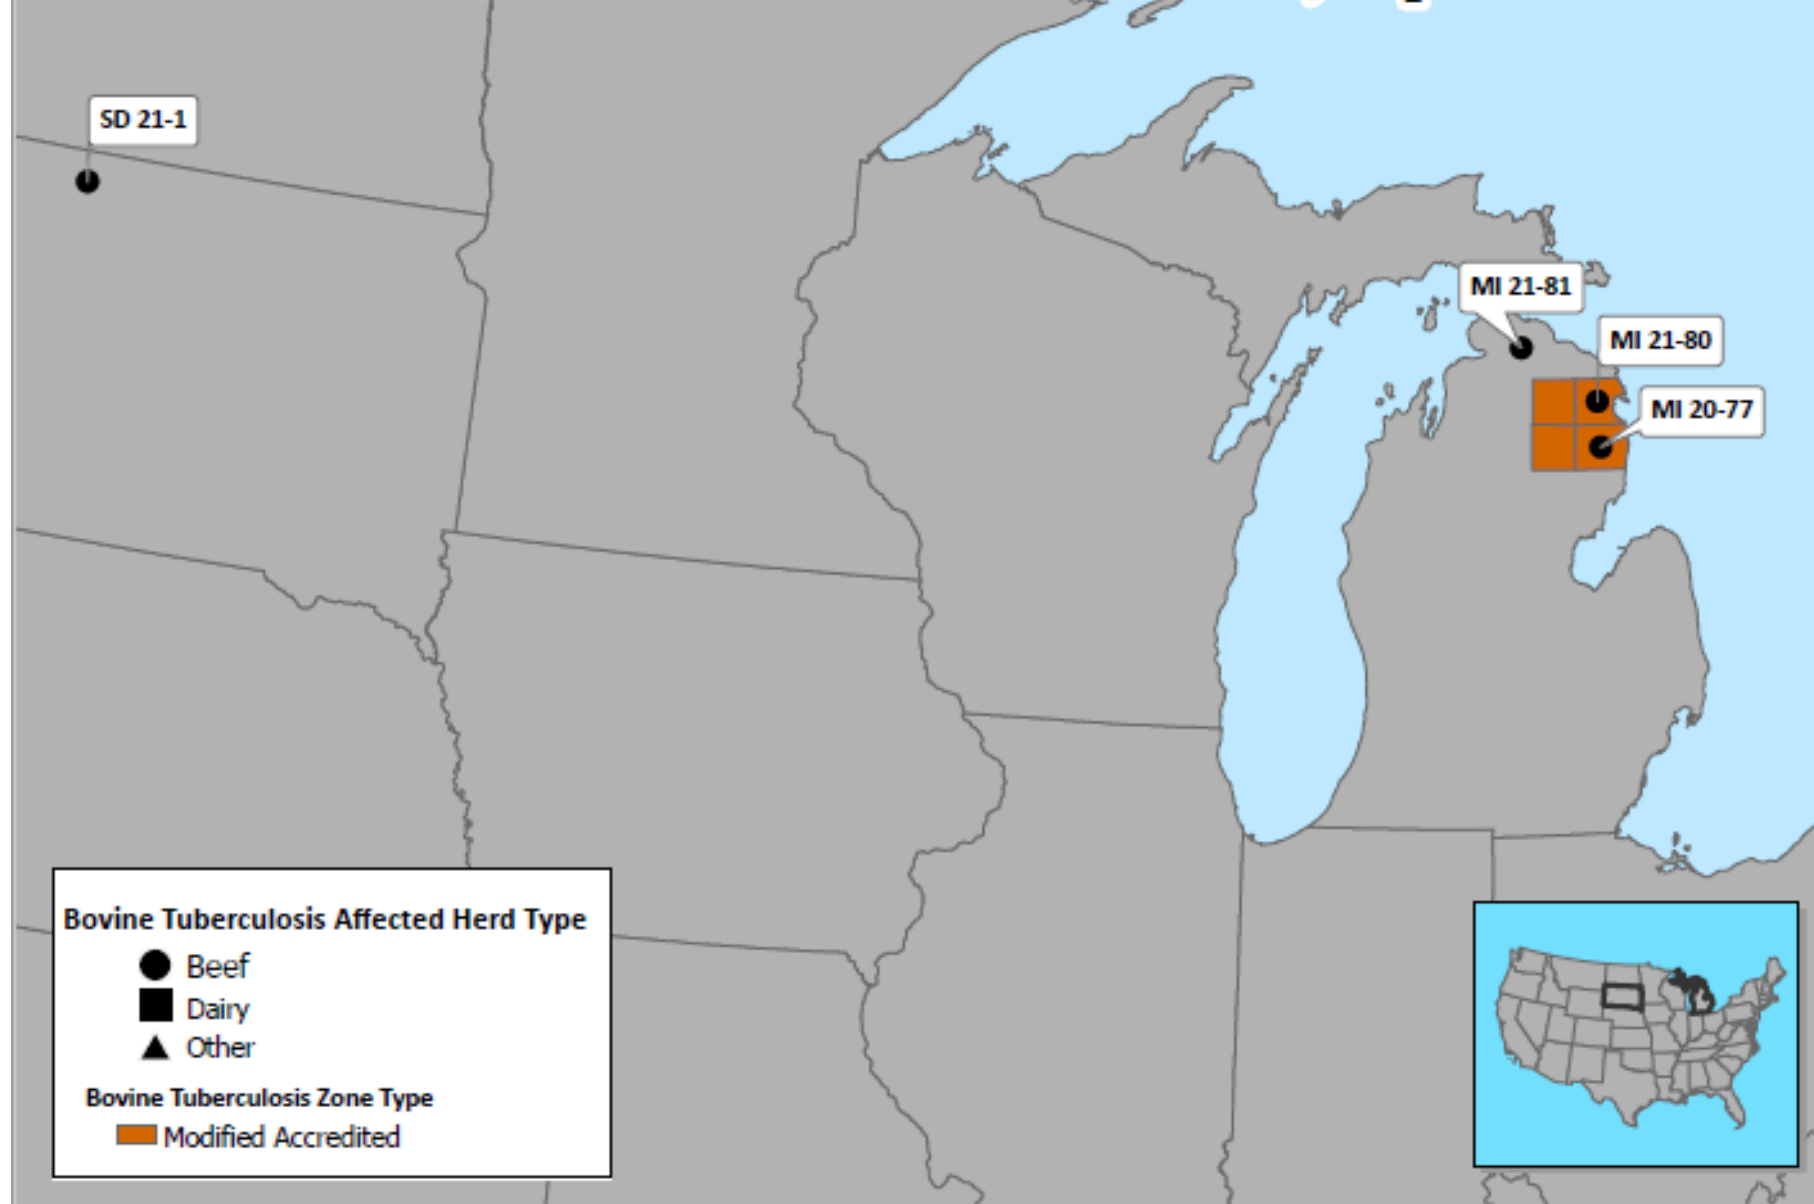 SD 21-1
MI 21-81
MI 21-80
MI 20-77
Bovine Tuberculosis Affected Herd Type
Beef
Dairy
Other
Bovine Tuberculosis Zone Type
Modified Accredited